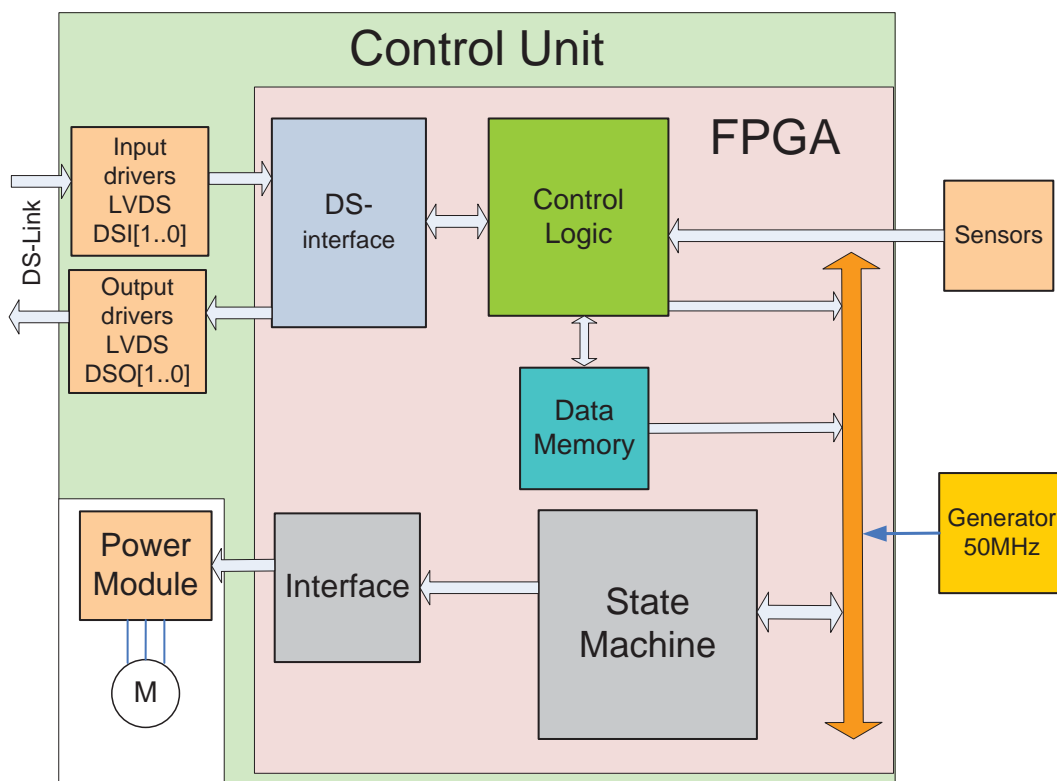 Control Unit
FPGA
Input
drivers
LVDS
DSI[1..0]
DS-Link
Output
drivers
LVDS
DSO[1..0]
DS-
interface
Control
Logic
Sensors
Data
Memory
Generator
50MHz
Power
Module
M
Interface
State
Machine